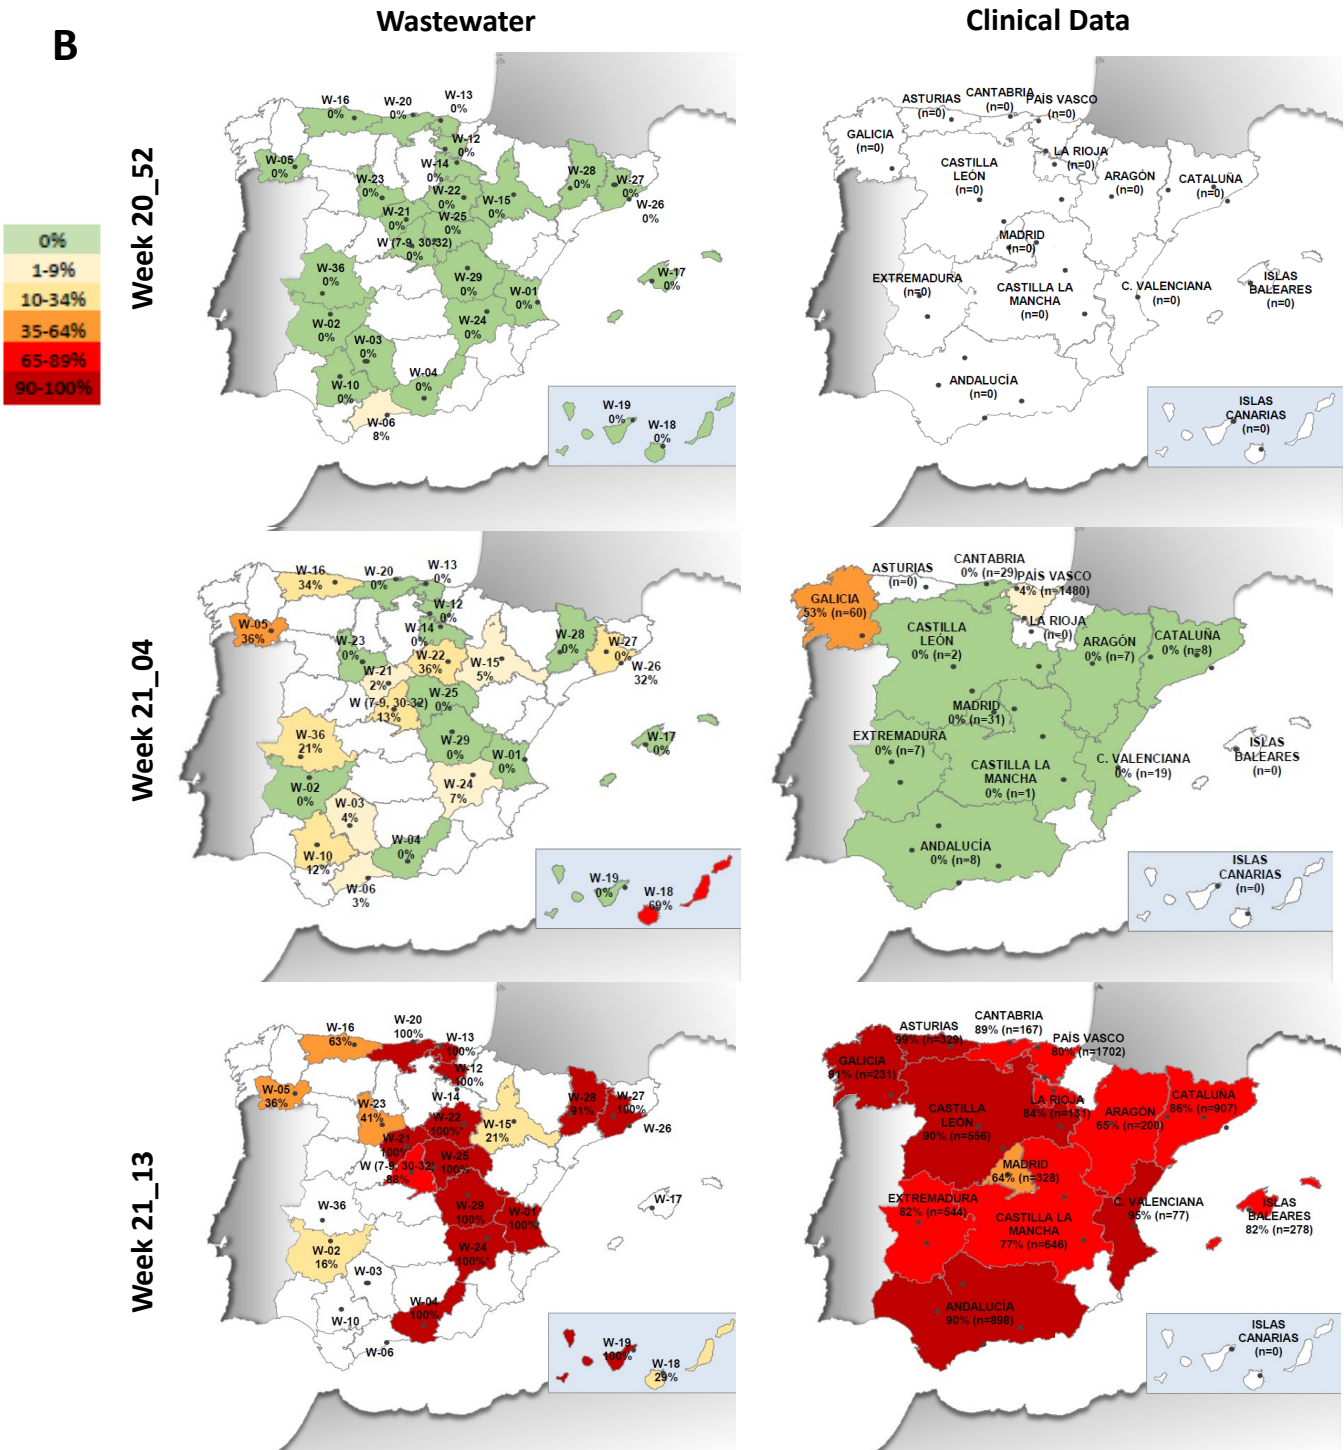 B
Wastewater
Clinical Data
0%
1-9%
10-34%
35-64%
65-89%
90-100%
Week 20_52
W-16
0%
W-20
0%
W-13
0%
W-12
0%
W-05
0%
W-14
0%
W-23
0%
W-22
0%
W-15
0%
W-28
0%
W-27
0%
W-26
0%
W-21
0%
W-25
0%
W (7-9, 30-32)
0%
W-36
0%
W-29
0%
W-01
0%
W-17
0%
W-02
0%
W-24
0%
W-03
0%
W-10
0%
W-04
0%
W-06
8%
W-19
0%
W-18
0%
ASTURIAS
(n=0)
CANTABRIA
(n=0)
PAÍS VASCO
(n=0)
GALICIA
(n=0)
LA RIOJA
(n=0)
CASTILLA
LEÓN
(n=0)
ARAGÓN
(n=0)
CATALUÑA
(n=0)
MADRID
(n=0)
EXTREMADURA
(n=0)
CASTILLA LA
MANCHA
(n=0)
C. VALENCIANA
(n=0)
ISLAS
BALEARES
(n=0)
ANDALUCÍA
(n=0)
ISLAS
CANARIAS
(n=0)
Week 21_04
W-16
34%
W-20
0%
W-13
0%
W-12
0%
W-05
36%
W-14
0%
W-23
0%
W-22
36%
W-15
5%
W-28
0%
W-27
0%
W-26
32%
W-21
2%
W-25
0%
W (7-9, 30-32)
13%
W-36
21%
W-29
0%
W-01
0%
W-17
0%
W-02
0%
W-24
7%
W-03
4%
W-10
12%
W-04
0%
W-06
3%
W-19
0%
W-18
69%
ASTURIAS
(n=0)
CANTABRIA
0% (n=29)
PAÍS VASCO
4% (n=1480)
GALICIA
53% (n=60)
LA RIOJA
(n=0)
CASTILLA
LEÓN
0% (n=2)
ARAGÓN
0% (n=7)
CATALUÑA
0% (n=8)
MADRID
0% (n=31)
EXTREMADURA
0% (n=7)
CASTILLA LA
MANCHA
0% (n=1)
C. VALENCIANA
0% (n=19)
ISLAS
BALEARES
(n=0)
ANDALUCÍA
0% (n=8)
ISLAS
CANARIAS
(n=0)
Week 21_13
W-16
63%
W-20
100%
W-13
100%
W-12
100%
W-05
36%
W-14
W-23
41%
W-22
100%
W-15
21%
W-28
91%
W-27
100%
W-26
W-21
100%
W-25
100%
W (7-9, 30-32)
88%
W-36
W-29
100%
W-01
100%
W-17
W-02
16%
W-24
100%
W-03
W-10
W-04
100%
W-06
W-19
100%
W-18
29%
ASTURIAS
99% (n=329)
CANTABRIA
89% (n=167)
PAÍS VASCO
80% (n=1702)
GALICIA
91% (n=231)
LA RIOJA
84% (n=131)
CASTILLA
LEÓN
90% (n=556)
ARAGÓN
65% (n=200)
CATALUÑA
86% (n=907)
MADRID
64% (n=328)
EXTREMADURA
82% (n=544)
CASTILLA LA
MANCHA
77% (n=646)
C. VALENCIANA
95% (n=77)
ISLAS
BALEARES
82% (n=278)
ANDALUCÍA
90% (n=898)
ISLAS
CANARIAS
(n=0)